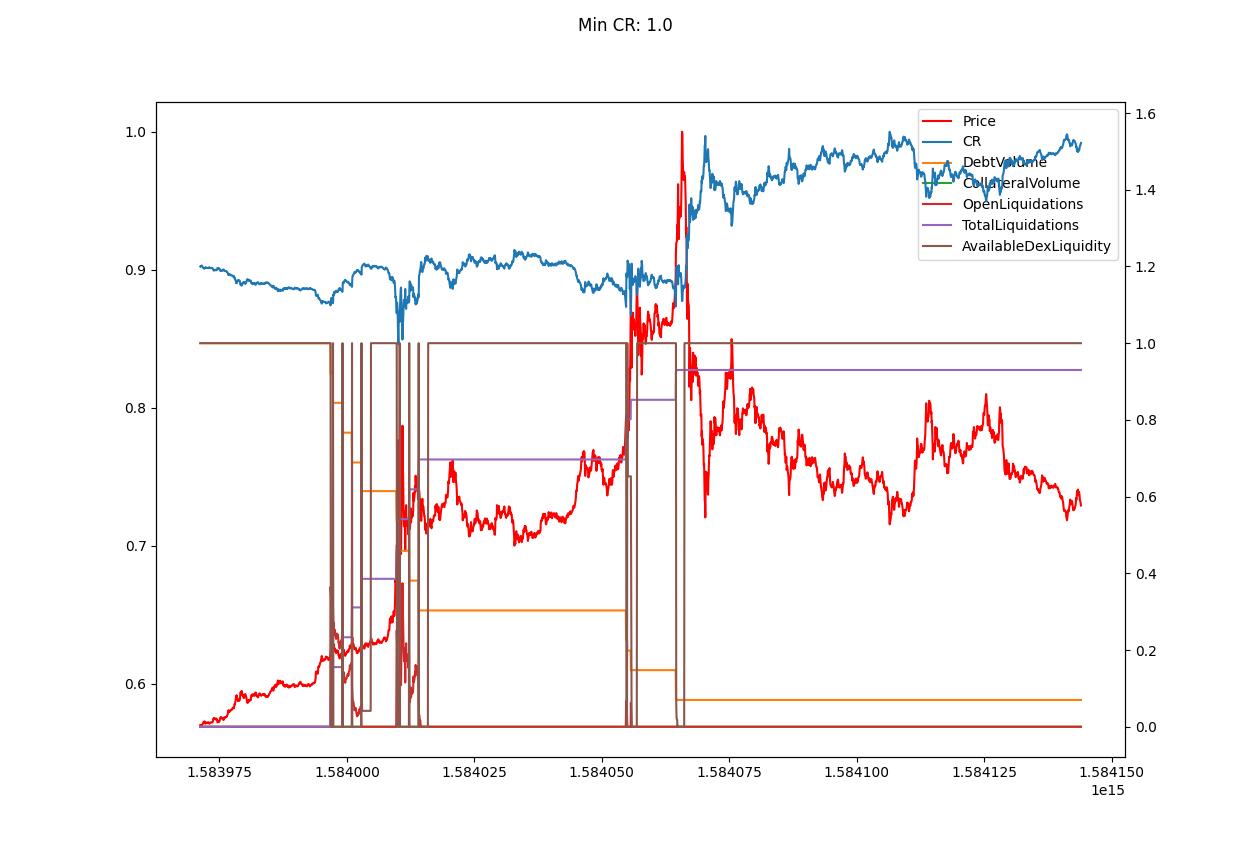 Min CR: 1.0
1.0
0.9
0.8
0.7
0.6
1.6
1.4
1.2
1.0
0.8
0.6
0.4
0.2
0.0
Price
CR
DebtVolume
CollateralVolume
OpenLiquidations
TotalLiquidations
AvailableDexLiquidity
1.583975 1.584000 1.584025 1.584050 1.584075 1.584100 1.584125 1.584150
1e15